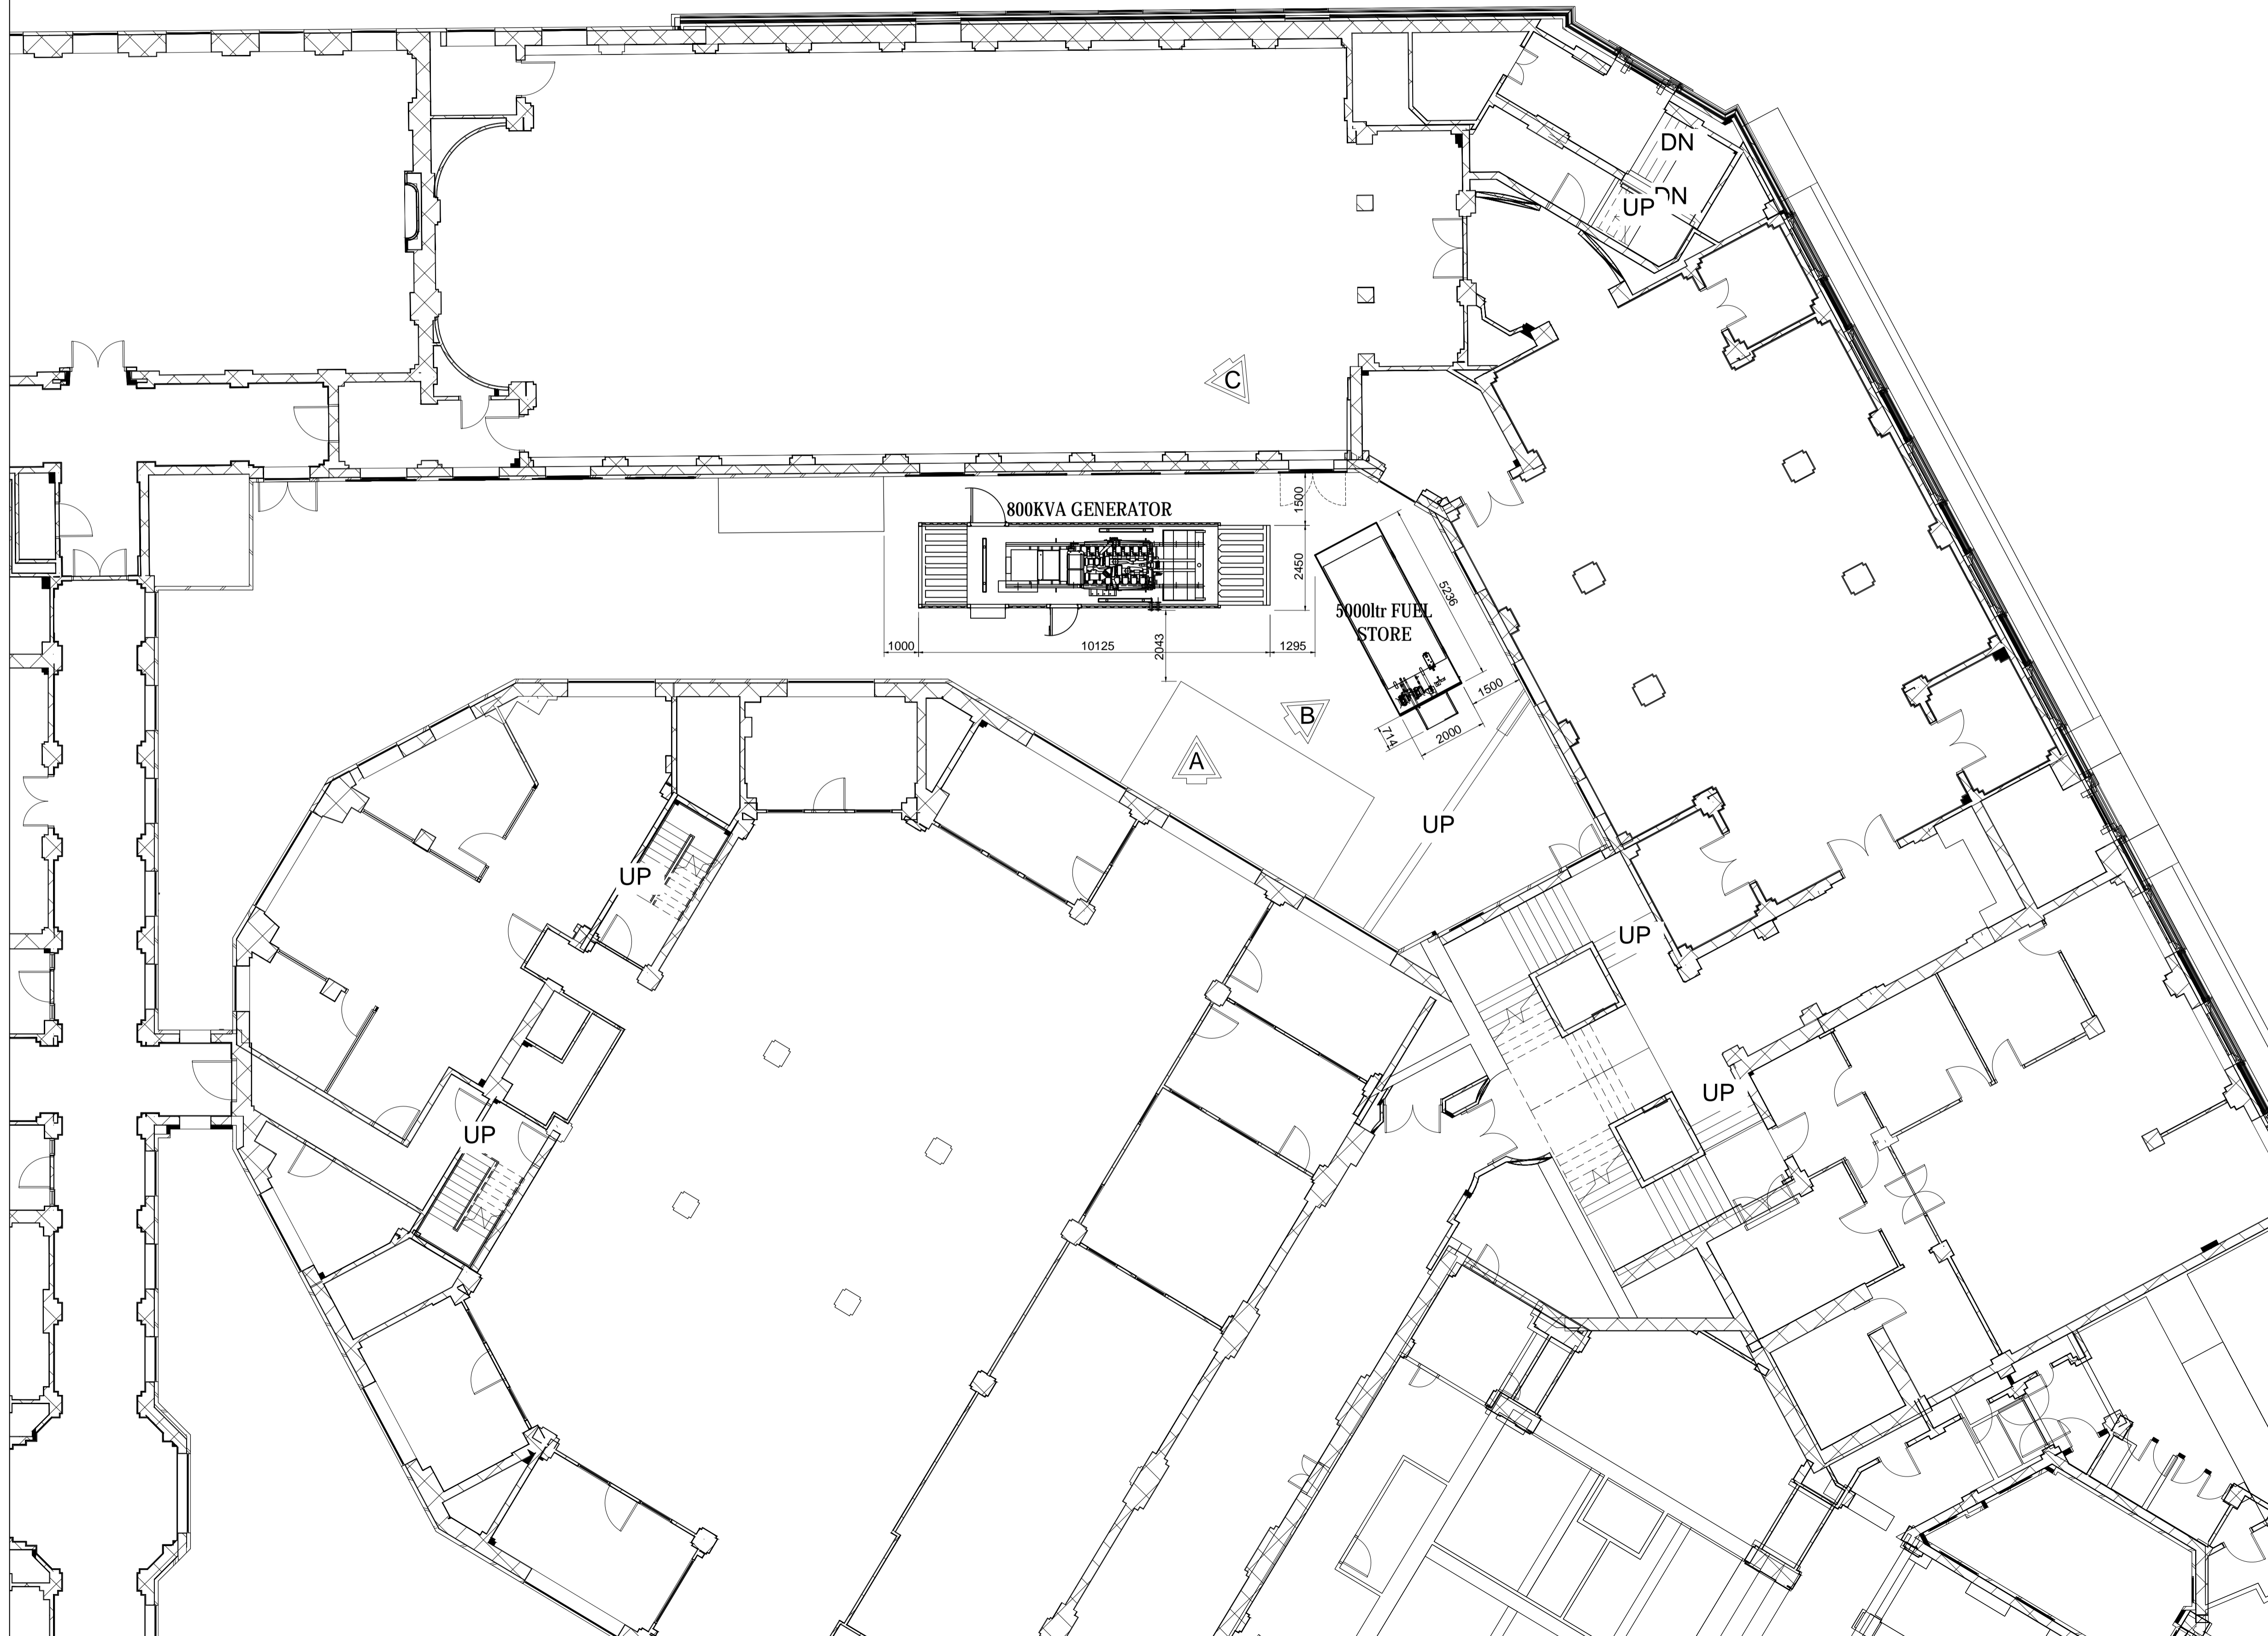 DN
DN
UP
C
800KVA GENERATOR
1500
2450
5236
5000ltr FUEL
STORE
1000
10125
2043
1295
1500
714
2000
B
A
UP
UP
UP
UP
UP